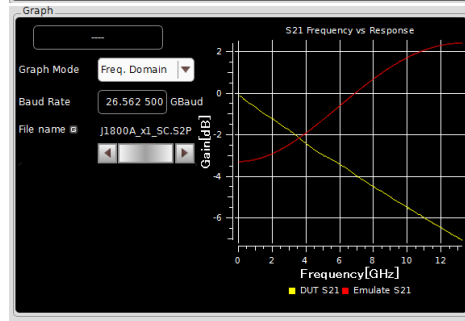 Graph
----
Graph Mode
Freq. Domain
Baud Rate
26.562 500 GBaud
File name
J1800A_x1_SC.S2P
S21 Frequency vs Response
Gain[dB]
2
0
-2
-4
-6
0 2 4 6 8 10 12
Frequency[GHz]
DUT S21 Emulate S21